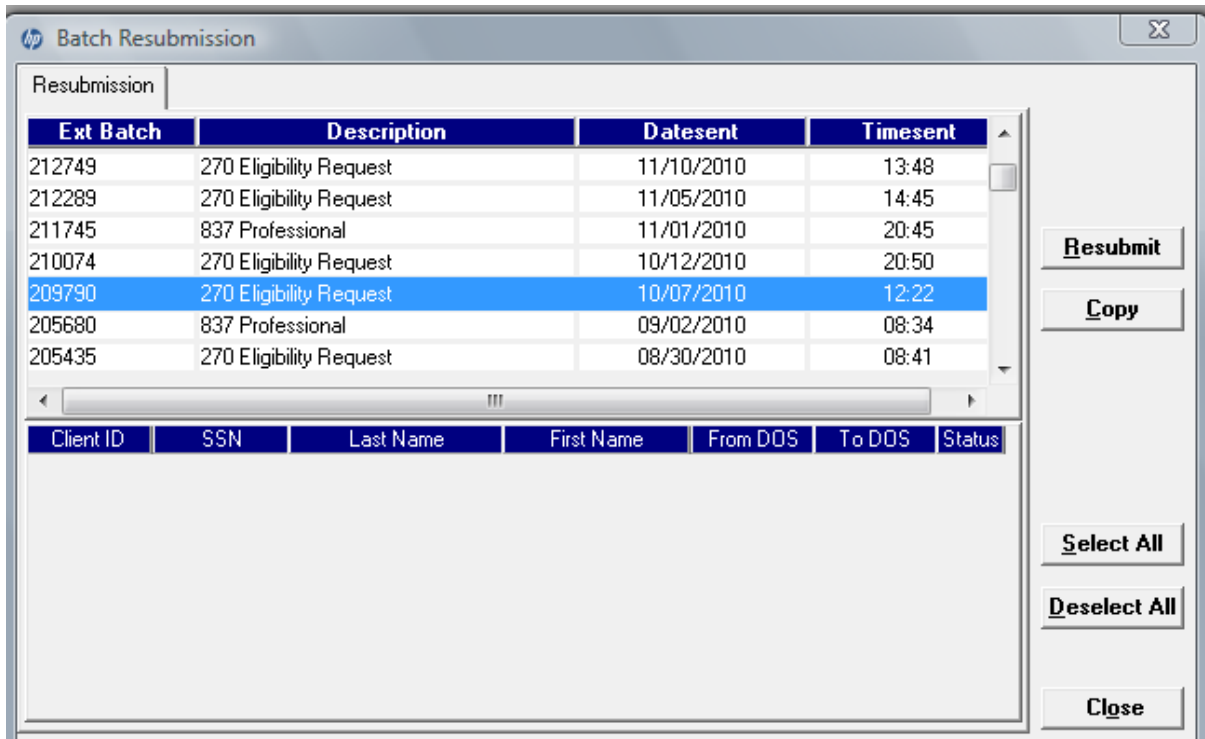 hp Batch Resubmission
Resubmission
Ext Batch Description Datesent Timesent
212749 270 Eligibility Request 11/10/2010 13:48
212289 270 Eligibility Request 11/05/2010 14:45
211745 837 Professional 11/01/2010 20:45
210074 270 Eligibility Request 10/12/2010 20:50
209790 270 Eligibility Request 10/07/2010 12:22
205680 837 Professional 09/02/2010 08:34
205435 270 Eligibility Request 08/30/2010 08:41
Resubmit
Copy
Client ID SSN Last Name First Name From DOS To DOS Status
Select All
Deselect All
Close